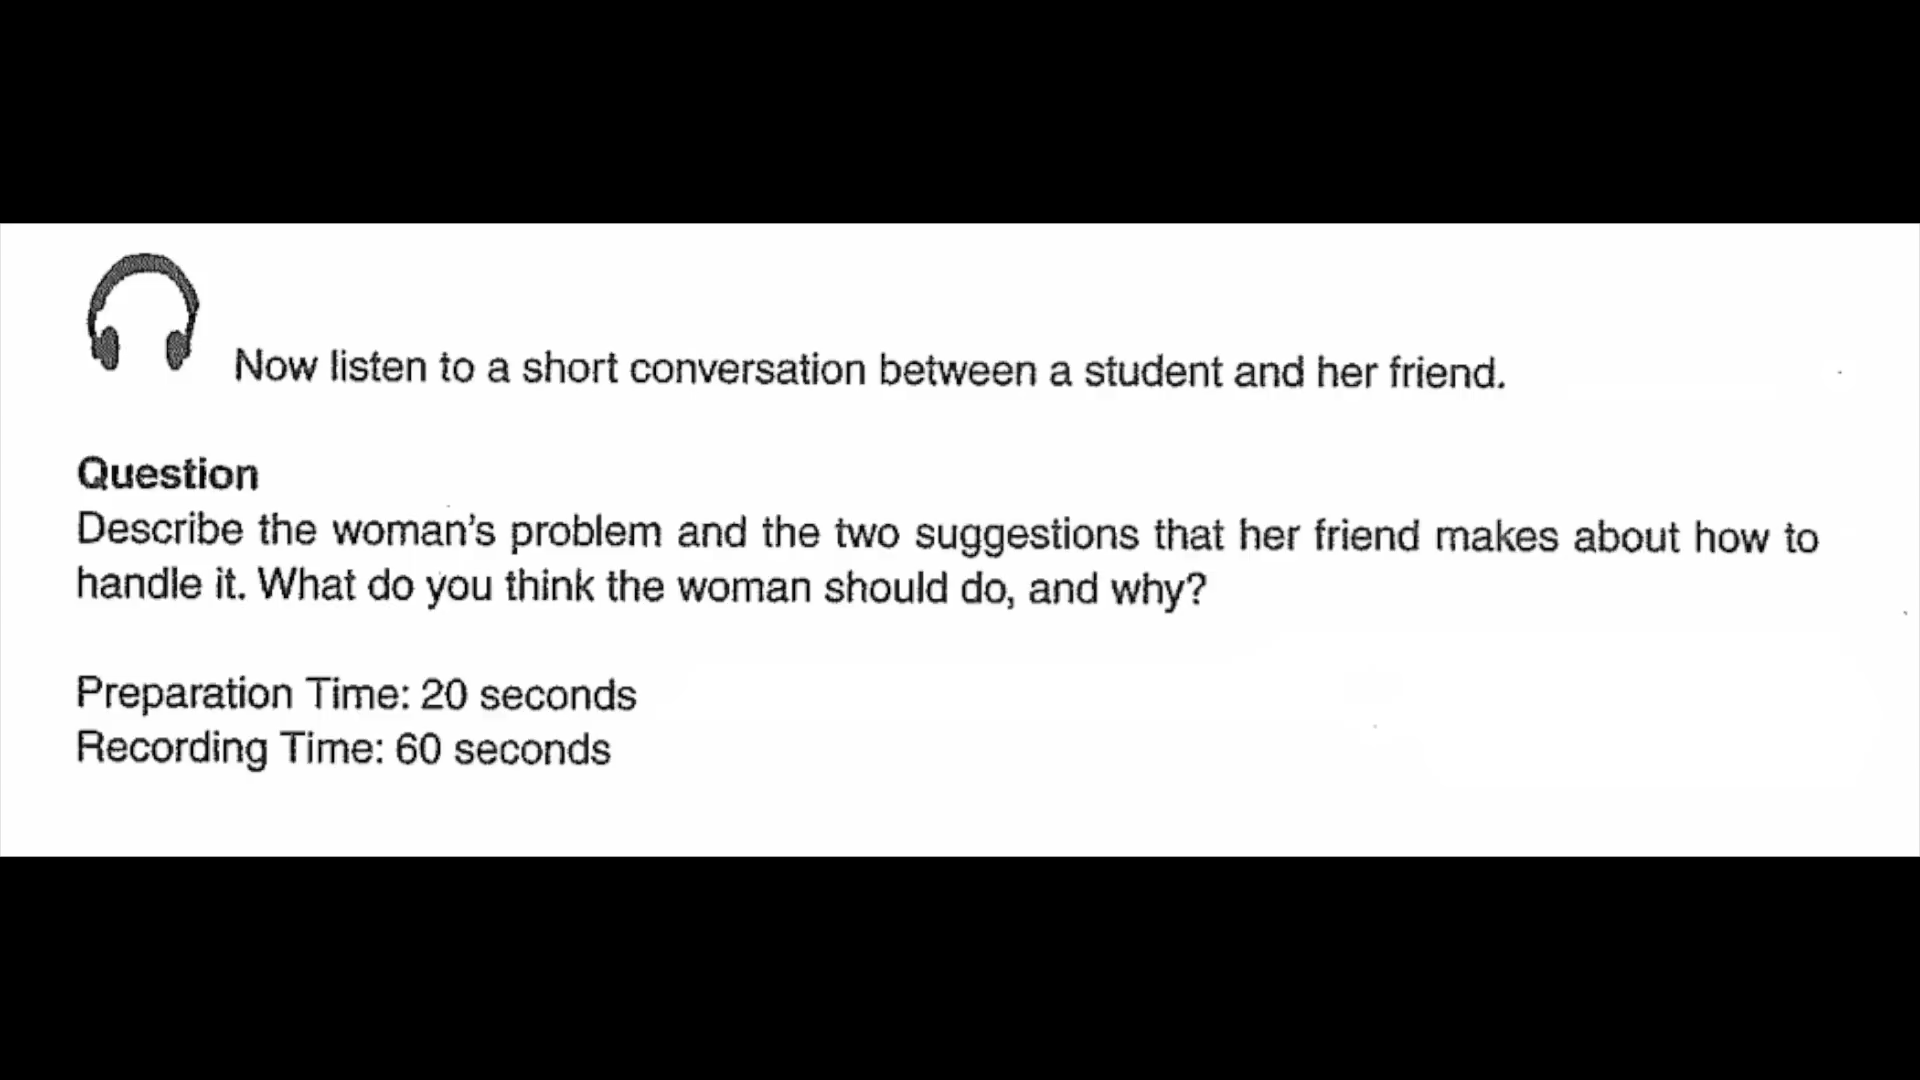 Now listen to a short conversation between a student and her friend.
Question
Describe the woman's problem and the two suggestions that her friend makes about how to
handle it. What do you think the woman should do, and why?
Preparation Time: 20 seconds
Recording Time: 60 seconds